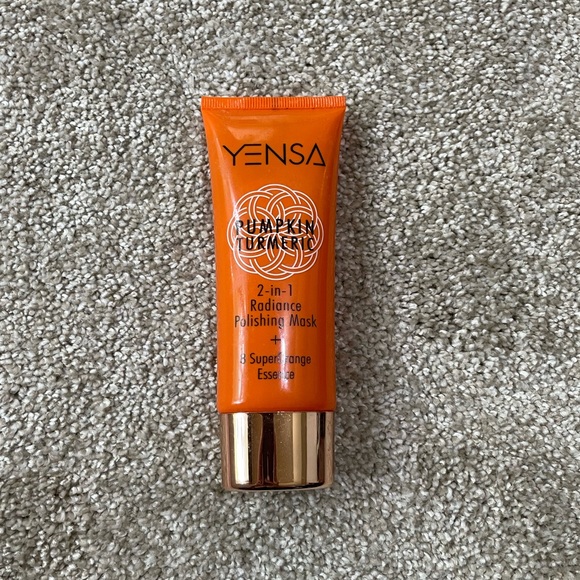 YENSA
PUMPKIN
TURMERIC
2-in-1
Radiance
Polishing Mask
+
8 Super Orange
Essence